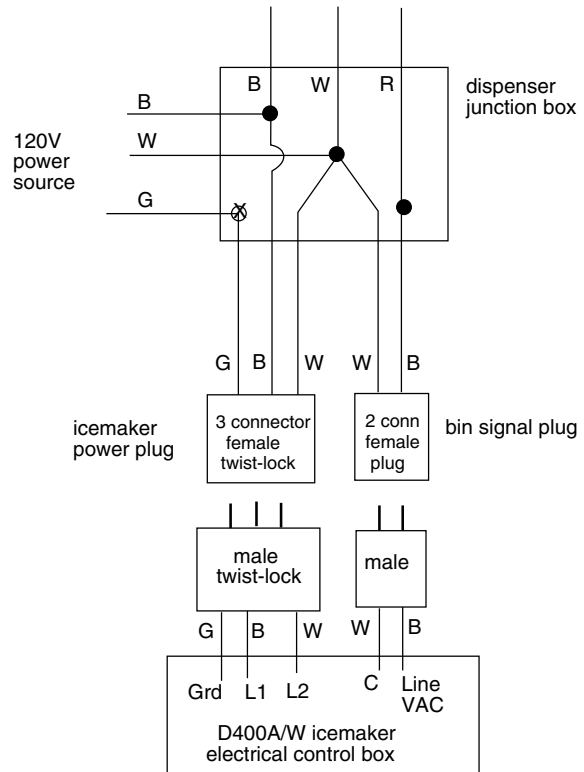 B W R
dispenser
junction box
B
W
120V
power
source
G
X
G B W W B
icemaker
power plug
3 connector
female
twist-lock
2 conn
female
plug
bin signal plug
male
twist-lock
male
G B W W B
Grd L1 L2 C Line
VAC
D400A/W icemaker
electrical control box